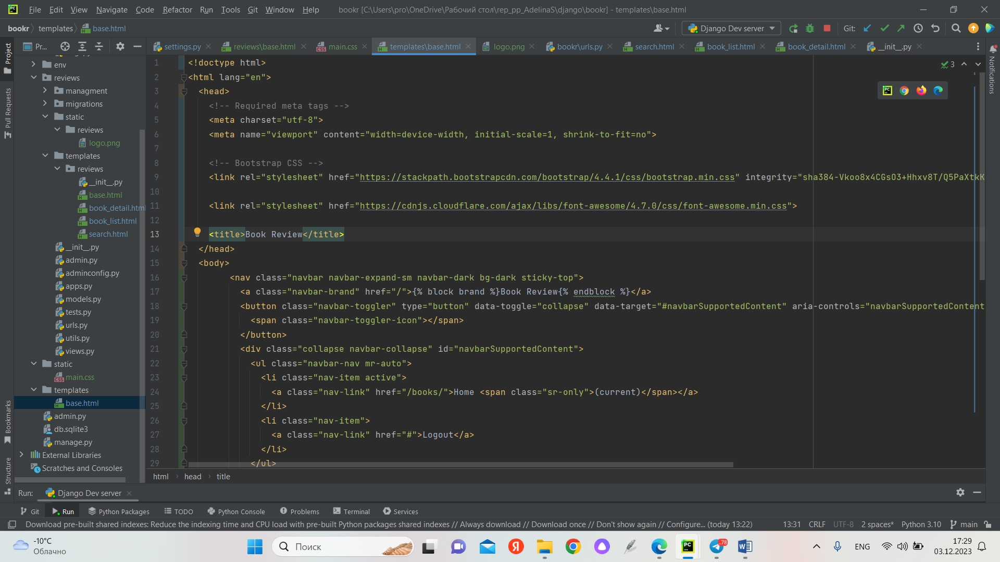 File Edit View Navigate Code Refactor Run Tools Git Window Help bookr [C:\Users\pro\OneDrive\Рабочий стол\rep_pp_AdelinaS\django\bookr] - templates\base.html
bookr templates base.html Django Dev server Git:
Pr... settings.py reviews\base.html main.css templates\base.html logo.png bookr\urls.py search.html book_list.html book_detail.html __init__.py
Project
Pull Requests
Bookmarks
Structure
Notifications
env
reviews
managment
migrations
static
reviews
logo.png
templates
reviews
__init__.py
base.html
book_detail.html
book_list.html
search.html
__init__.py
admin.py
adminconfig.py
apps.py
models.py
tests.py
urls.py
utils.py
views.py
static
main.css
templates
base.html
admin.py
db.sqlite3
manage.py
External Libraries
Scratches and Consoles
3
1 <!doctype html>
2 <html lang="en">
3 <head>
4 <!-- Required meta tags -->
5 <meta charset="utf-8">
6 <meta name="viewport" content="width=device-width, initial-scale=1, shrink-to-fit=no">
7
8 <!-- Bootstrap CSS -->
9 <link rel="stylesheet" href="https://stackpath.bootstrapcdn.com/bootstrap/4.4.1/css/bootstrap.min.css" integrity="sha384-Vkoo8x4CGsO3+Hhxv8T/Q5PaXtkK
10
11 <link rel="stylesheet" href="https://cdnjs.cloudflare.com/ajax/libs/font-awesome/4.7.0/css/font-awesome.min.css">
12
13 <title>Book Review</title>
14 </head>
15 <body>
16 <nav class="navbar navbar-expand-sm navbar-dark bg-dark sticky-top">
17 <a class="navbar-brand" href="/">{% block brand %}Book Review{% endblock %}</a>
18 <button class="navbar-toggler" type="button" data-toggle="collapse" data-target="#navbarSupportedContent" aria-controls="navbarSupportedContent
19 <span class="navbar-toggler-icon"></span>
20 </button>
21 <div class="collapse navbar-collapse" id="navbarSupportedContent">
22 <ul class="navbar-nav mr-auto">
23 <li class="nav-item active">
24 <a class="nav-link" href="/books/">Home <span class="sr-only">(current)</span></a>
25 </li>
26 <li class="nav-item">
27 <a class="nav-link" href="#">Logout</a>
28 </li>
29 </ul>
html head title
Run: Django Dev server
Git Run Python Packages TODO Python Console Problems Terminal Services
Download pre-built shared indexes: Reduce the indexing time and CPU load with pre-built Python packages shared indexes // Always download // Download once // Don't show again // Configure... (today 13:22) 13:31 CRLF UTF-8 2 spaces* Python 3.10 main
-10°C
Облачно
Поиск
ENG
17:29
03.12.2023